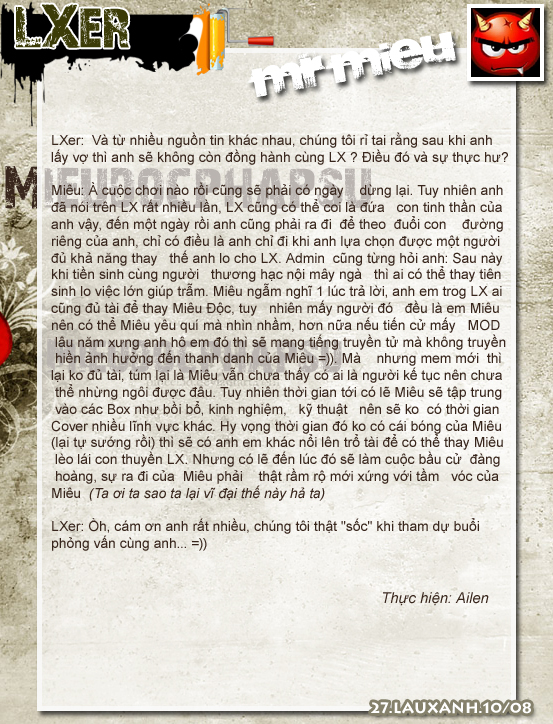 LXER
mr mieu
LXer: Và từ nhiều nguồn tin khác nhau, chúng tôi rỉ tai rằng sau khi anh
lấy vợ thì anh sẽ không còn đồng hành cùng LX ? Điều đó và sự thực hư?
MIEUDOCPHAPSU
Miêu: À cuộc chơi nào rồi cũng sẽ phải có ngày dừng lại. Tuy nhiên anh
đã nói trên LX rất nhiều lần, LX cũng có thể coi là đứa con tinh thần của
anh vậy, đến một ngày rồi anh cũng phải ra đi để theo đuổi con đường
riêng của anh, chỉ có điều là anh chỉ đi khi anh lựa chọn được một người
đủ khả năng thay thế anh lo cho LX. Admin cũng từng hỏi anh: Sau này
khi tiền sinh cùng người thương hạc nội mây ngà thì ai có thể thay tiên
sinh lo việc lớn giúp trẫm. Miêu ngẫm nghĩ 1 lúc trả lời, anh em trog LX ai
cũng đủ tài để thay Miêu Độc, tuy nhiên mấy người đó đều là em Miêu
nên có thể Miêu yêu quí mà nhìn nhầm, hơn nữa nếu tiến cử mấy MOD
lâu năm xưng anh hô em đó thì sẽ mang tiếng truyền tử mà không truyền
hiền ảnh hưởng đến thanh danh của Miêu =)). Mà nhưng mem mới thì
lại ko đủ tài, túm lại là Miêu vẫn chưa thấy có ai là người kế tục nên chưa
thể nhừng ngôi được đâu. Tuy nhiên thời gian tới có lẽ Miêu sẽ tập trung
vào các Box như bồi bổ, kinh nghiệm, kỹ thuật nên sẽ ko có thời gian
Cover nhiều lĩnh vực khác. Hy vọng thời gian đó ko có cái bóng của Miêu
(lại tự sướng rồi) thì sẽ có anh em khác nổi lên trổ tài để có thể thay Miêu
lèo lái con thuyền LX. Nhưng có lẽ đến lúc đó sẽ làm cuộc bầu cử đàng
hoàng, sự ra đi của Miêu phải thật rầm rộ mới xứng với tầm vóc của
Miêu (Ta ơi ta sao ta lại vĩ đại thế này hả ta)
LXer: Òh, cám ơn anh rất nhiều, chúng tôi thật "sốc" khi tham dự buổi
phỏng vấn cùng anh... =))
Thực hiện: Ailen
27.LAUXANH.10/08